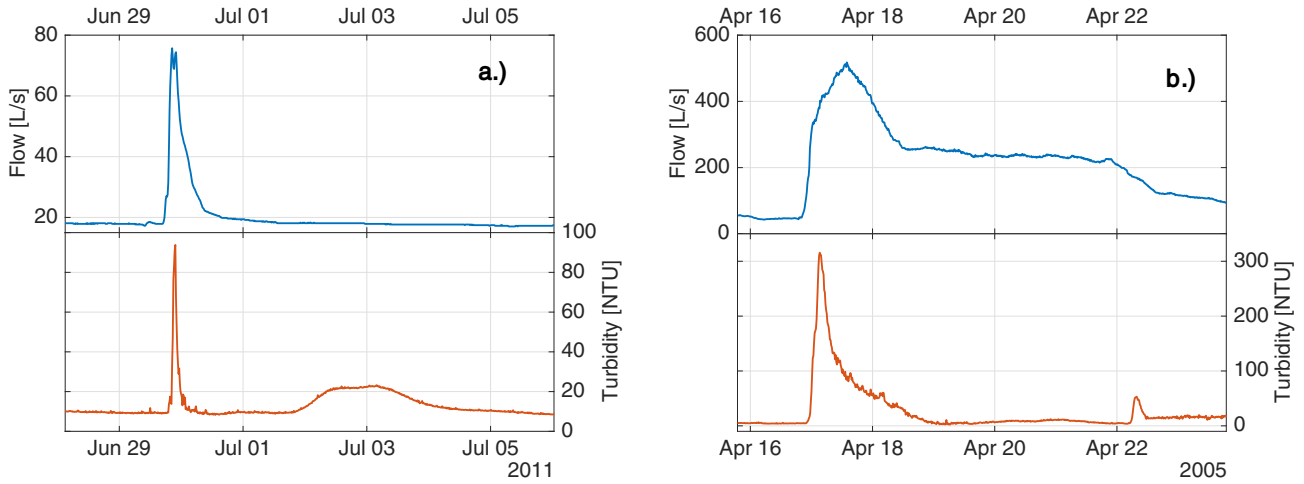 Jun 29 Jul 01 Jul 03 Jul 05
80
60
40
20
Flow [L/s]
a.)
100
80
60
40
20
0
Turbidity [NTU]
Jun 29 Jul 01 Jul 03 Jul 05
2011
Apr 16 Apr 18 Apr 20 Apr 22
600
400
200
0
Flow [L/s]
b.)
300
200
100
0
Turbidity [NTU]
Apr 16 Apr 18 Apr 20 Apr 22
2005